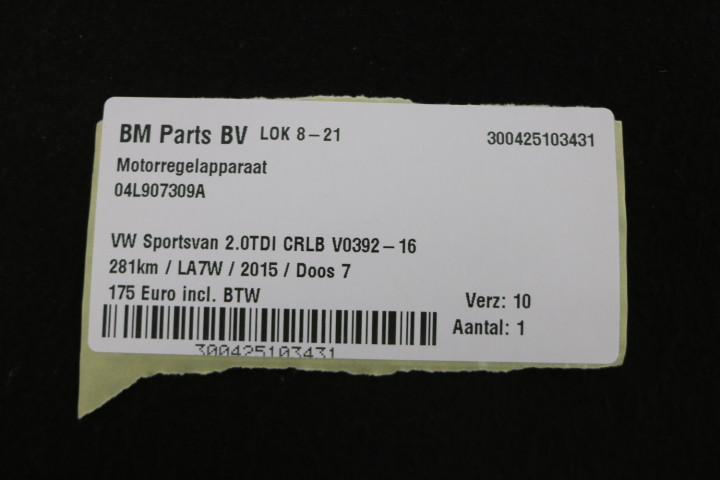 BM Parts BV LOK 8-21 300425103431
Motorregelapparaat
04L907309A
VW Sportsvan 2.0TDI CRLB V0392-16
281km / LA7W / 2015 / Doos 7
175 Euro incl. BTW Verz: 10
Aantal: 1
300425103431